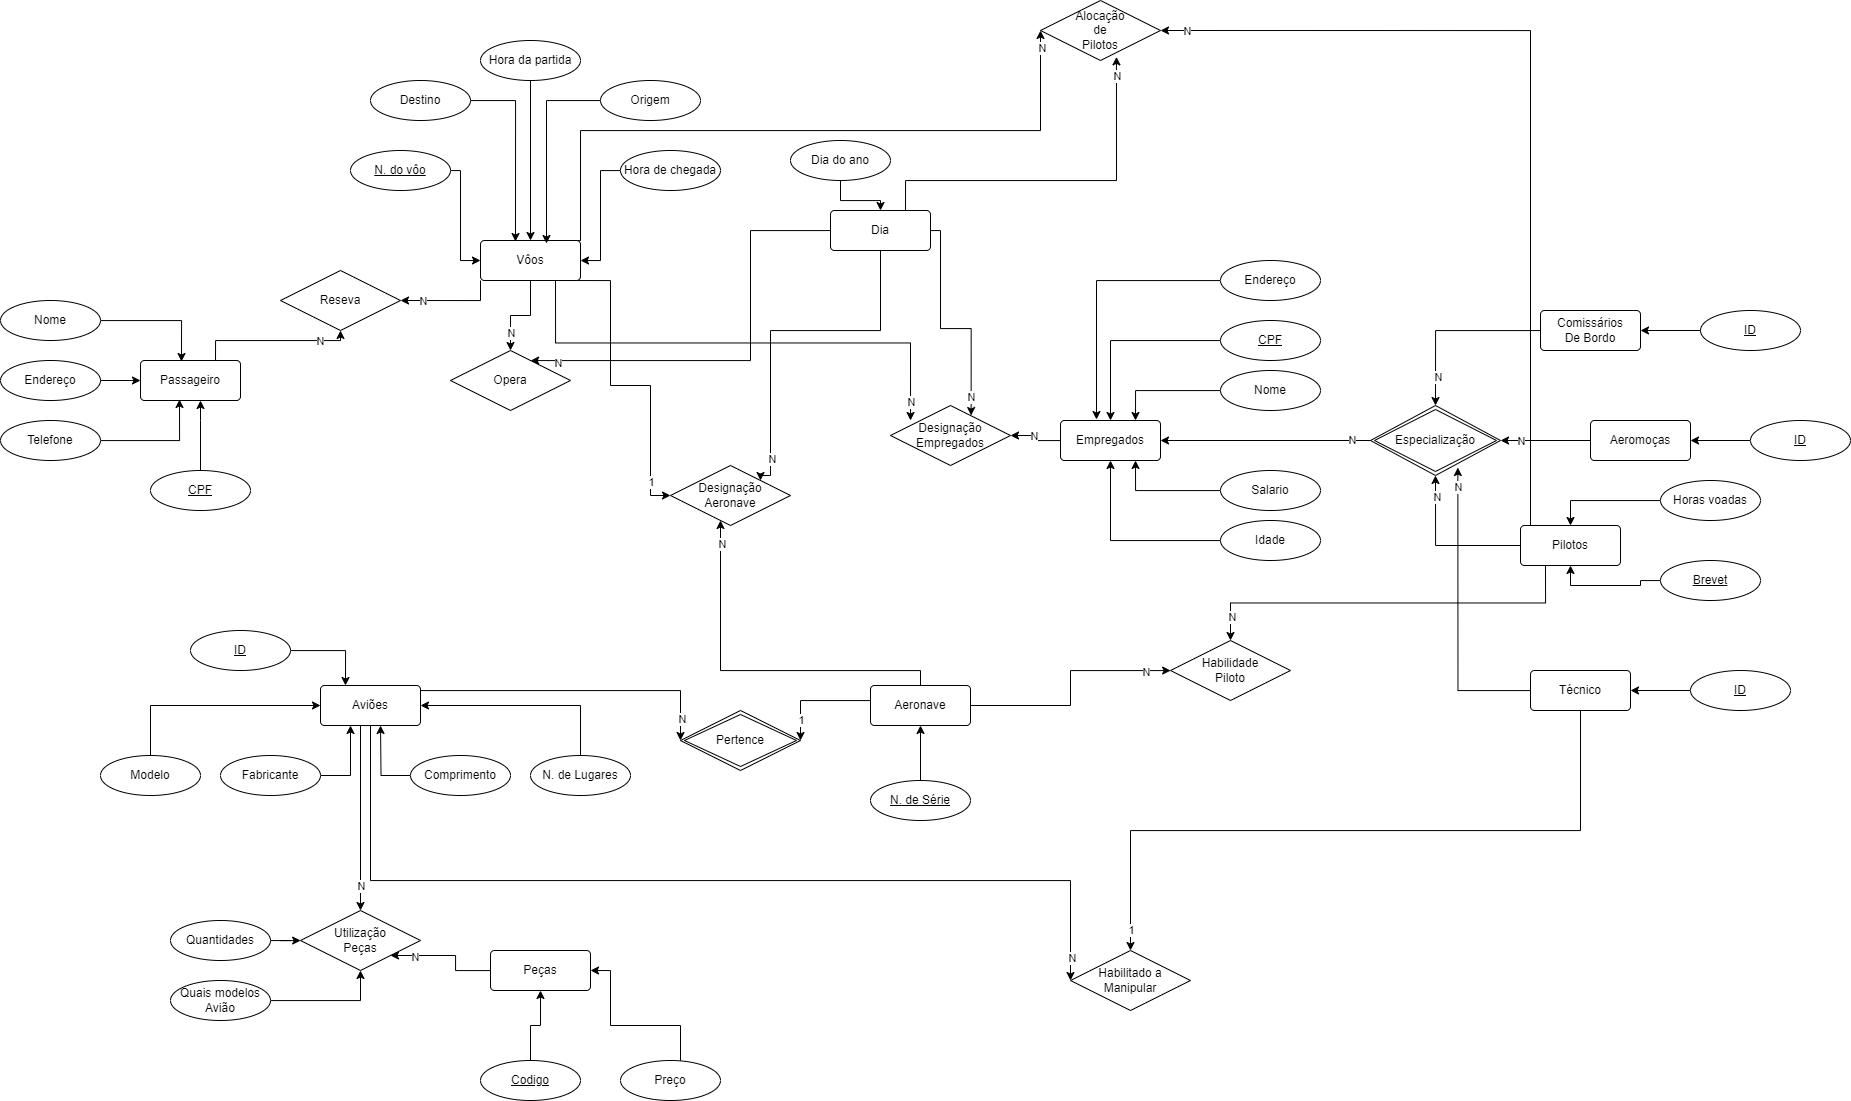 Alocação
de
Pilotos
N
N
N
Hora da partida
Destino
Origem
N. do vôo
Hora de chegada
Dia do ano
Dia
Vôos
Reseva
N
N
Nome
Endereço
Passageiro
Telefone
CPF
N
N
Opera
N
N
Designação
Empregados
N
Endereço
CPF
Nome
Empregados
Salario
Idade
N
Especialização
N
N
N
N
Comissários
De Bordo
ID
Aeromoças
ID
Horas voadas
Pilotos
Brevet
N
1
Designação
Aeronave
N
N
Habilidade
Piloto
N
Técnico
ID
ID
Aviões
Modelo
Fabricante
Comprimento
N. de Lugares
N
Pertence
1
Aeronave
N. de Série
N
Utilização
Peças
Quantidades
Quais modelos
Avião
N
Peças
Codigo
Preço
N
1
Habilitado a
Manipular